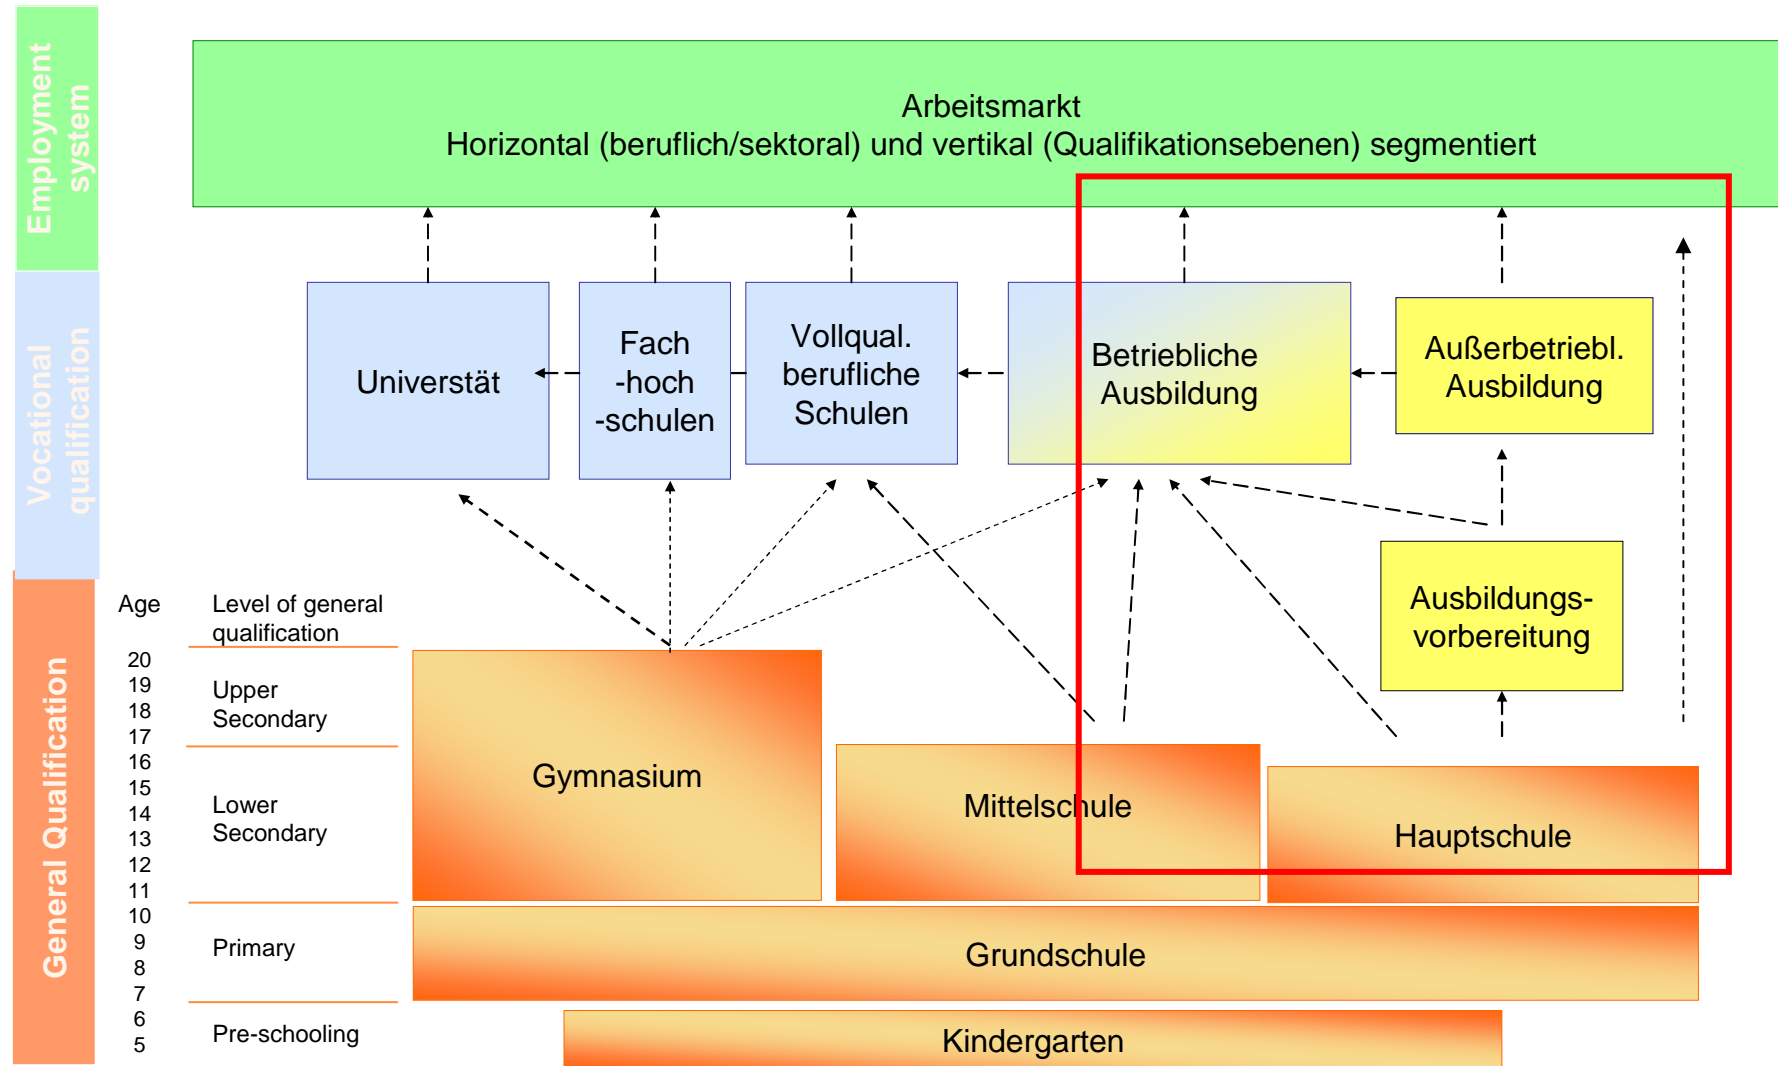 Employment
system
Arbeitsmarkt
Horizontal (beruflich/sektoral) und vertikal (Qualifikationsebenen) segmentiert
Vocational
qualification
Universtät
Fach
-hoch
-schulen
Vollqual.
berufliche
Schulen
Betriebliche
Ausbildung
Außerbetriebl.
Ausbildung
Ausbildungs-
vorbereitung
General Qualification
Age
Level of general
qualification
20
19
18
17
Upper
Secondary
16
15
14
13
12
11
Lower
Secondary
Gymnasium
Mittelschule
Hauptschule
10
9
8
7
Primary
Grundschule
6
5
Pre-schooling
Kindergarten